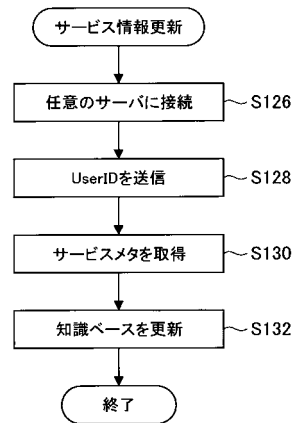 サービス情報更新
任意のサーバに接続 S126
UserIDを送信 S128
サービスメタを取得 S130
知識ベースを更新 S132
終了